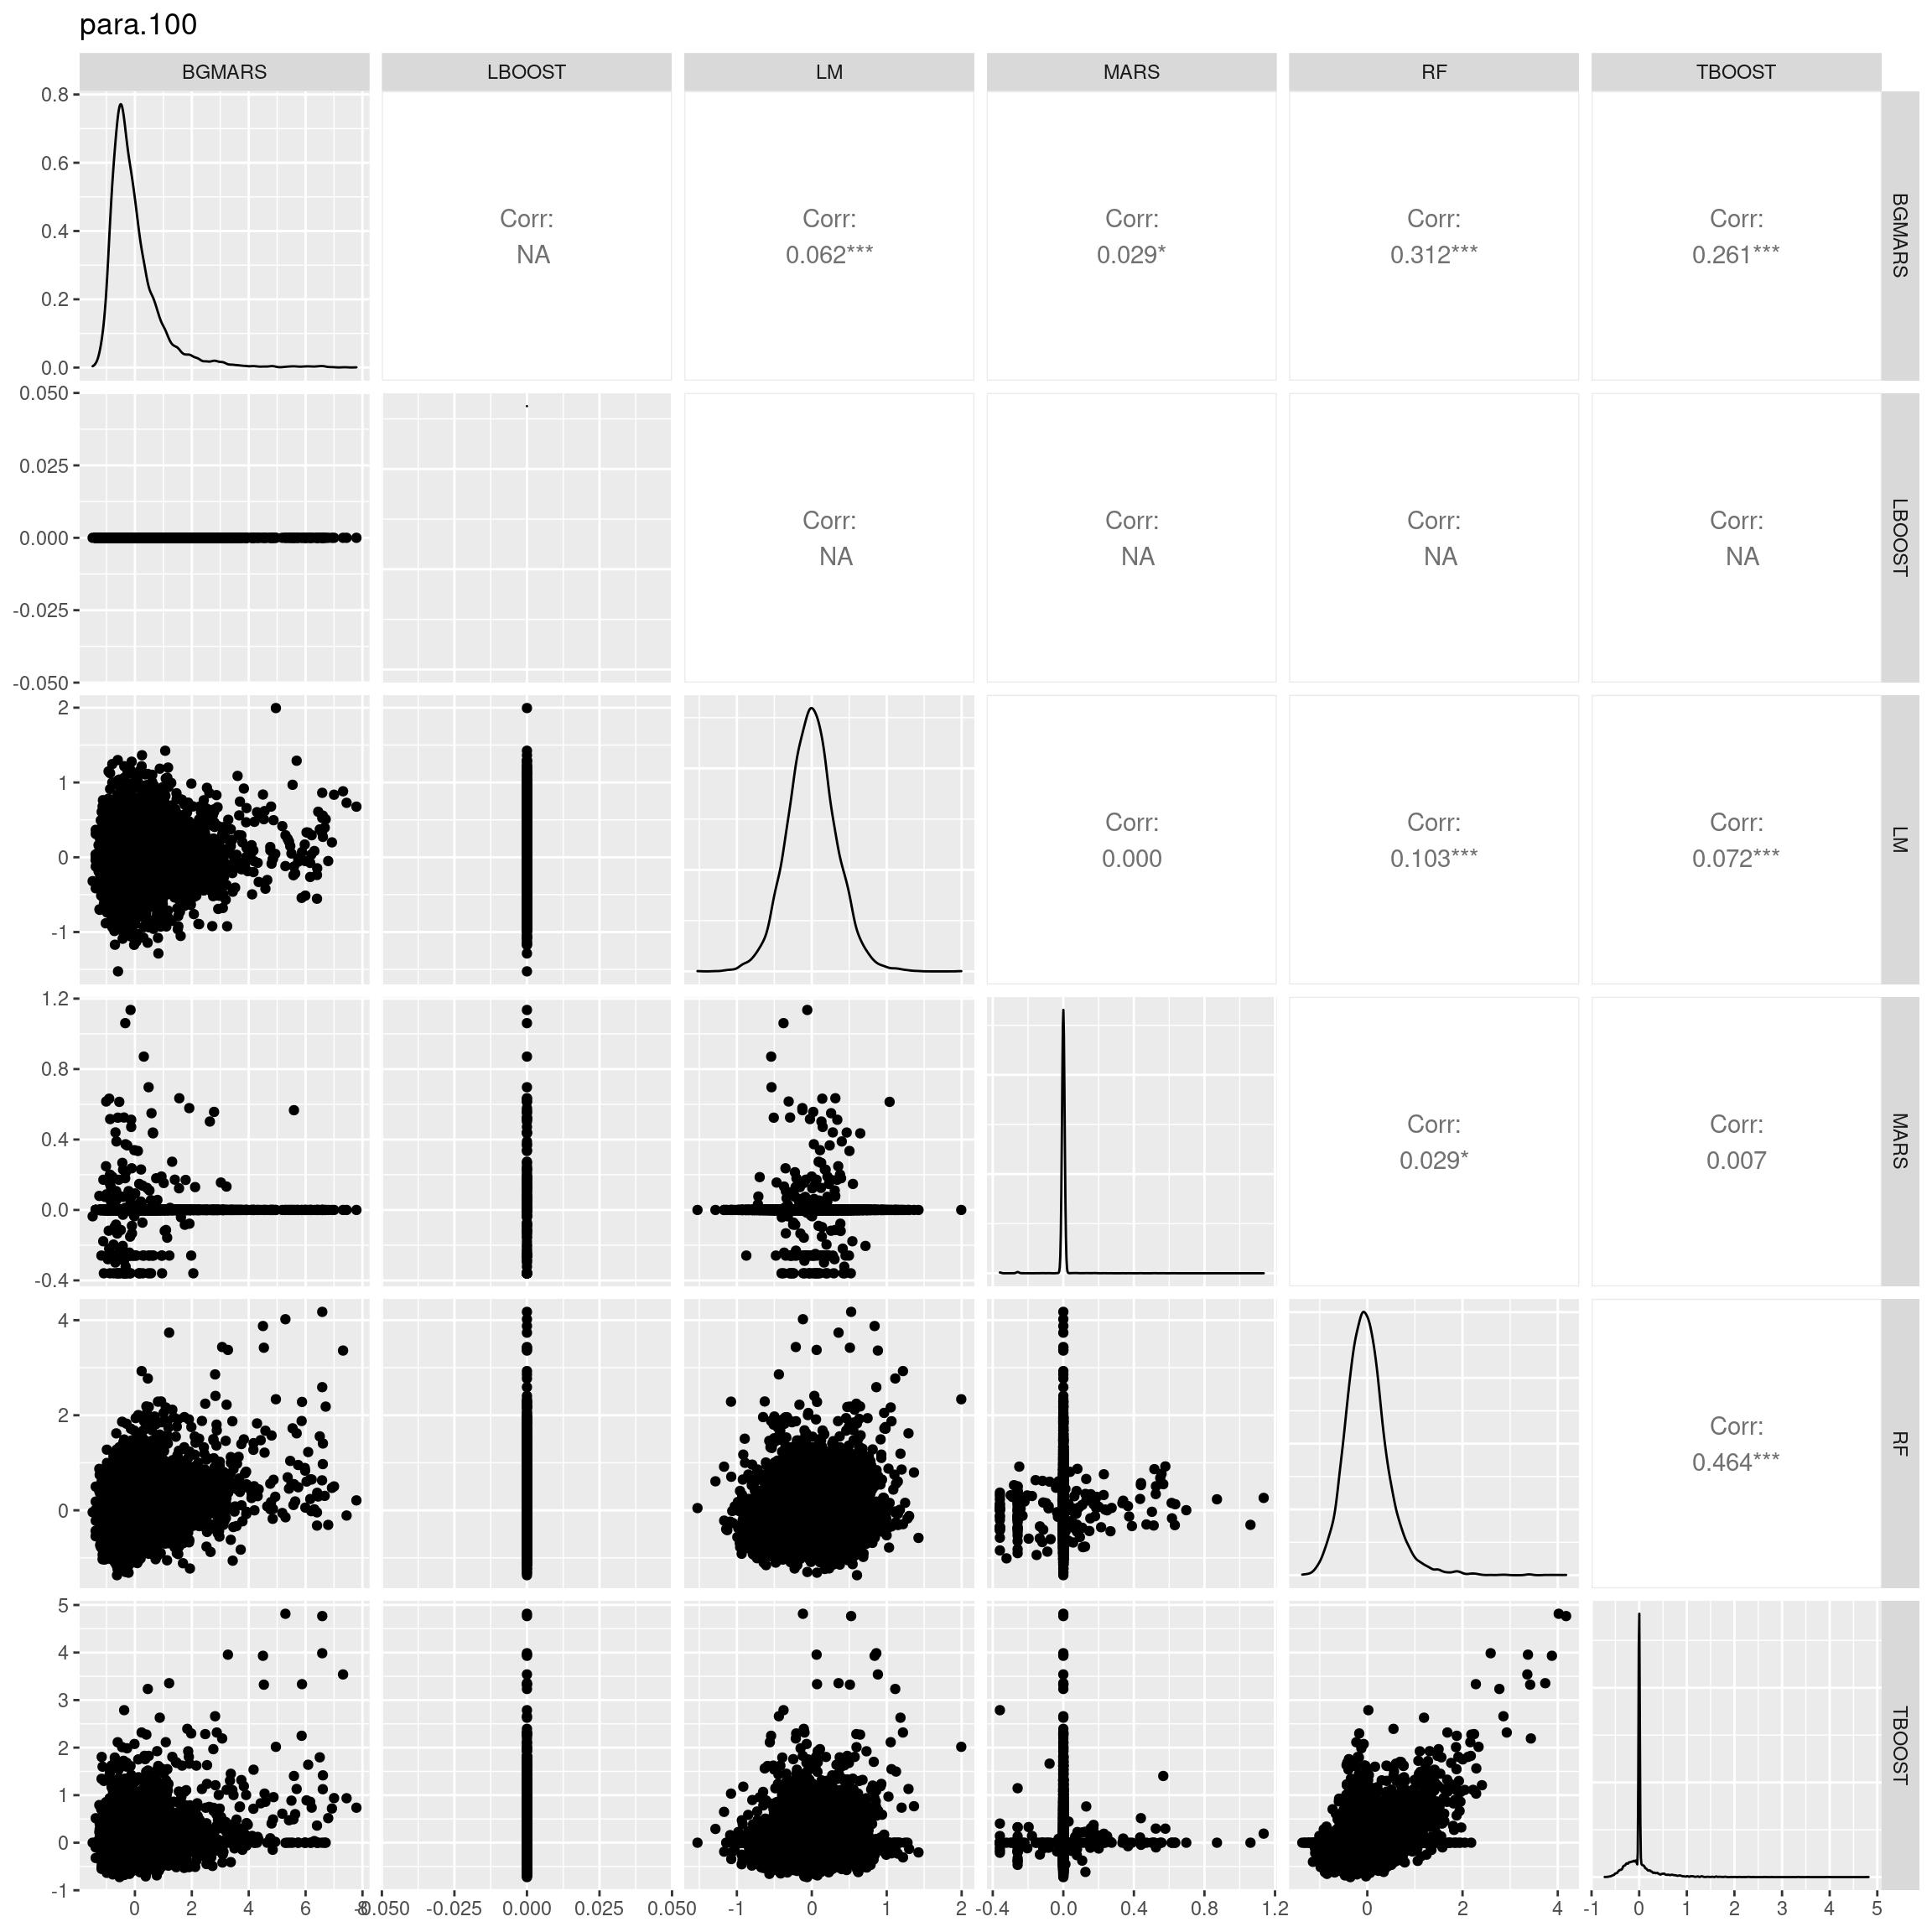 para.100
BGMARS LBOOST LM MARS RF TBOOST
0.8
0.6
0.4
0.2
0.0
Corr:
NA
Corr:
0.062***
Corr:
0.029*
Corr:
0.312***
Corr:
0.261***
BGMARS
0.050
0.025
0.000
-0.025
-0.050
Corr:
NA
Corr:
NA
Corr:
NA
Corr:
NA
LBOOST
2
1
0
-1
Corr:
0.000
Corr:
0.103***
Corr:
0.072***
LM
1.2
0.8
0.4
0.0
-0.4
Corr:
0.029*
Corr:
0.007
MARS
4
2
0
Corr:
0.464***
RF
5
4
3
2
1
0
-1
TBOOST
0 2 4 6 8
-0.050 -0.025 0.000 0.025 0.050
-1 0 1 2
-0.4 0.0 0.4 0.8 1.2
0 2 4
-1 0 1 2 3 4 5